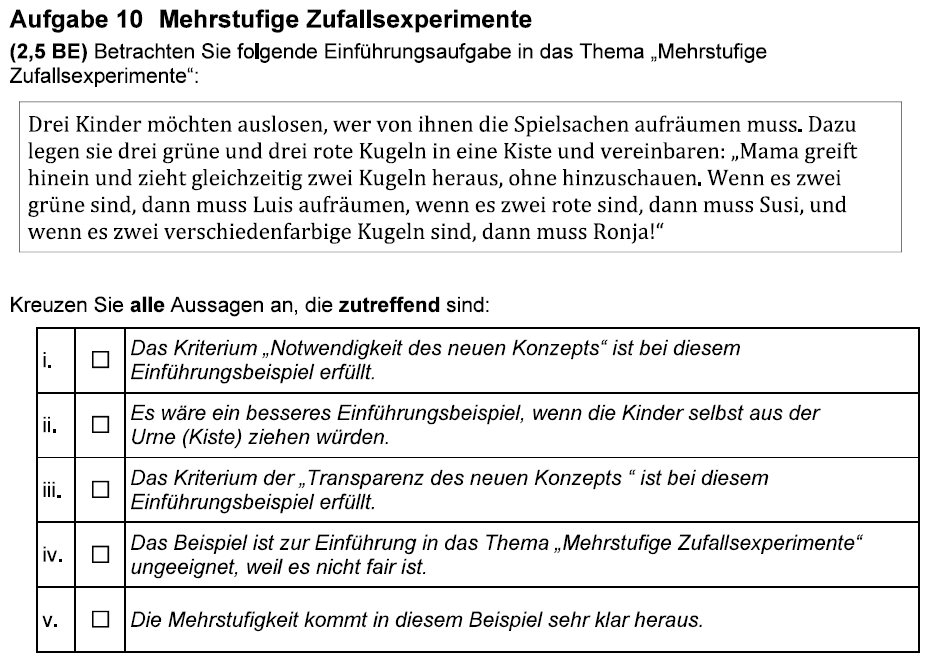 Aufgabe 10 Mehrstufige Zufallsexperimente
(2,5 BE) Betrachten Sie folgende Einführungsaufgabe in das Thema „Mehrstufige
Zufallsexperimente“:
Drei Kinder möchten auslosen, wer von ihnen die Spielsachen aufräumen muss. Dazu
legen sie drei grüne und drei rote Kugeln in eine Kiste und vereinbaren: „Mama greift
hinein und zieht gleichzeitig zwei Kugeln heraus, ohne hinzuschauen. Wenn es zwei
grüne sind, dann muss Luis aufräumen, wenn es zwei rote sind, dann muss Susi, und
wenn es zwei verschiedenfarbige Kugeln sind, dann muss Ronja!“
Kreuzen Sie alle Aussagen an, die zutreffend sind:
i. ☐ Das Kriterium „Notwendigkeit des neuen Konzepts“ ist bei diesem
Einführungsbeispiel erfüllt.
ii. ☐ Es wäre ein besseres Einführungsbeispiel, wenn die Kinder selbst aus der
Urne (Kiste) ziehen würden.
iii. ☐ Das Kriterium der „Transparenz des neuen Konzepts “ ist bei diesem
Einführungsbeispiel erfüllt.
iv. ☐ Das Beispiel ist zur Einführung in das Thema „Mehrstufige Zufallsexperimente“
ungeeignet, weil es nicht fair ist.
v. ☐ Die Mehrstufigkeit kommt in diesem Beispiel sehr klar heraus.